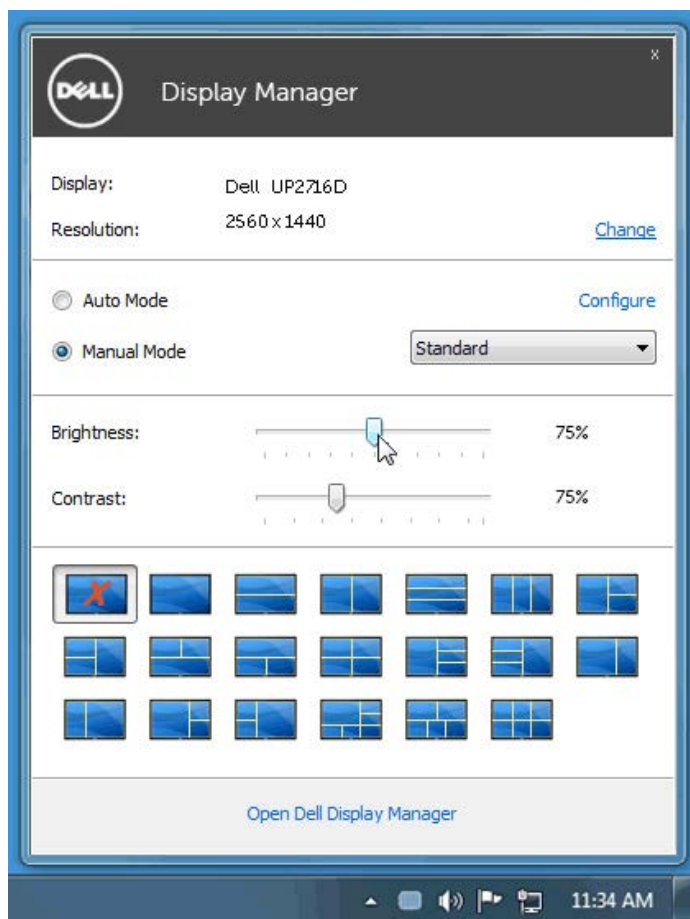 x
DELL Display Manager
Display: Dell UP2716D
Resolution: 2560 x 1440 Change
Auto Mode Configure
Manual Mode Standard
Brightness: 75%
Contrast: 75%
Open Dell Display Manager
11:34 AM